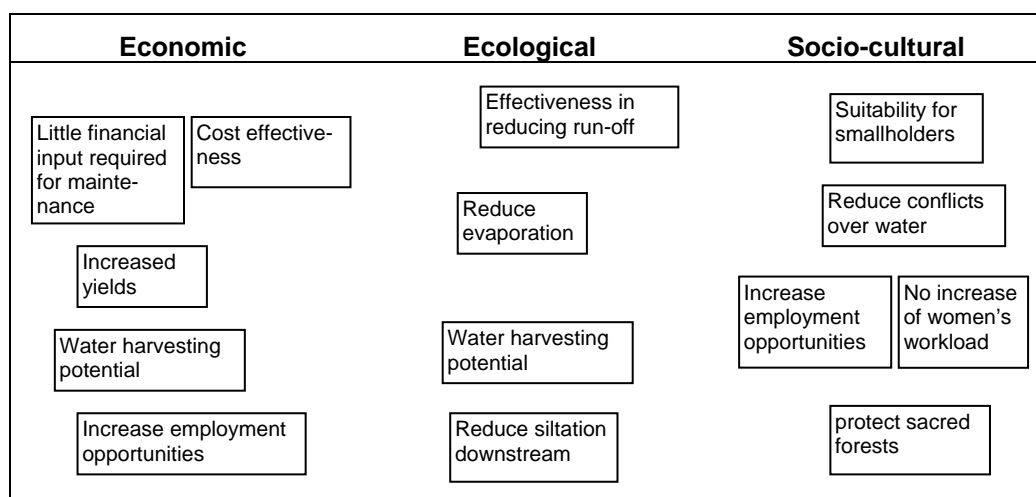 Economic
Little financial
input required
for mainte-
nance
Cost effective-
ness
Increased
yields
Water harvesting
potential
Increase employment
opportunities
Ecological
Effectiveness in
reducing run-off
Reduce
evaporation
Water harvesting
potential
Reduce siltation
downstream
Socio-cultural
Suitability for
smallholders
Reduce conflicts
over water
Increase
employment
opportunities
No increase
of women's
workload
protect sacred
forests